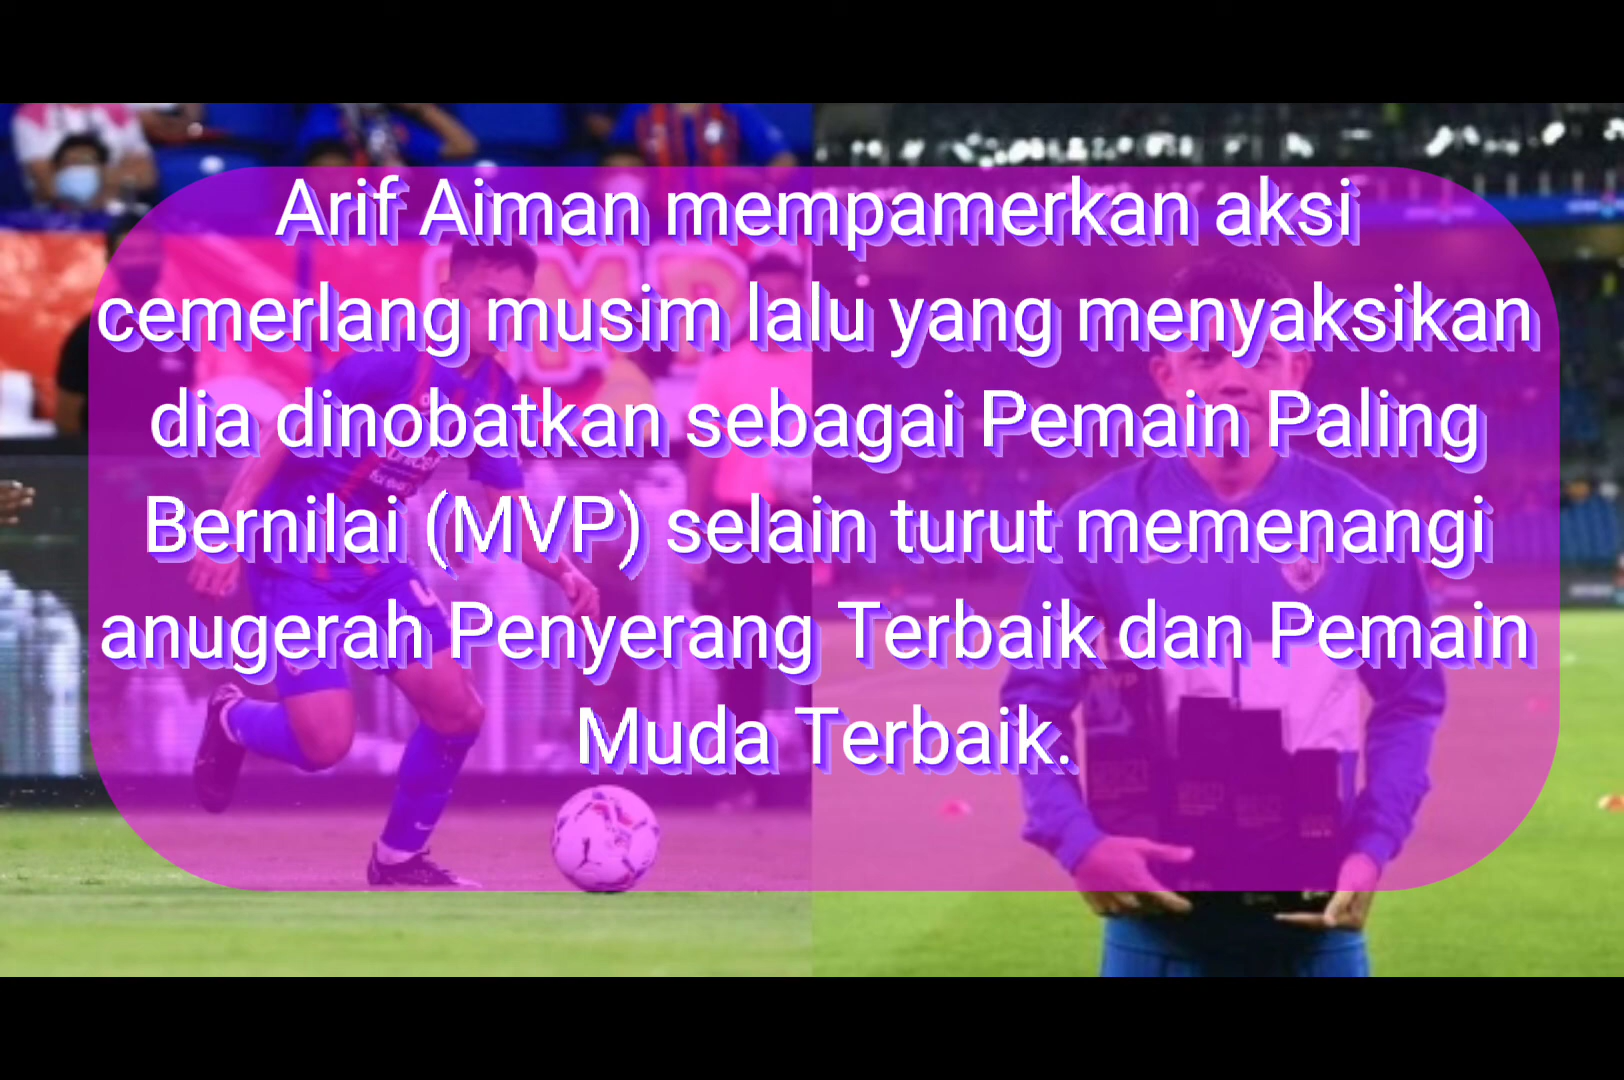 Arif Aiman mempamerkan aksi
cemerlang musim lalu yang menyaksikan
dia dinobatkan sebagai Pemain Paling
Bernilai (MVP) selain turut memenangi
anugerah Penyerang Terbaik dan Pemain
Muda Terbaik.